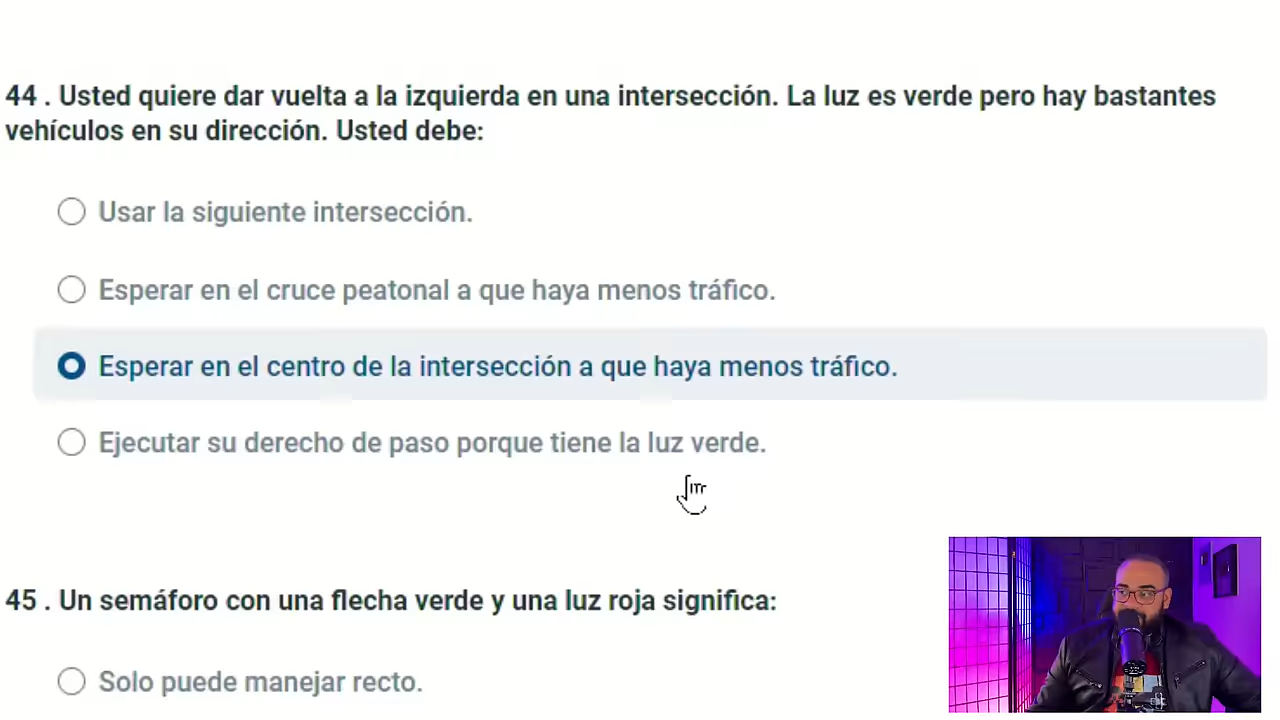 44 . Usted quiere dar vuelta a la izquierda en una intersección. La luz es verde pero hay bastantes
vehículos en su dirección. Usted debe:
Usar la siguiente intersección.
Esperar en el cruce peatonal a que haya menos tráfico.
Esperar en el centro de la intersección a que haya menos tráfico.
Ejecutar su derecho de paso porque tiene la luz verde.
45 . Un semáforo con una flecha verde y una luz roja significa:
Solo puede manejar recto.